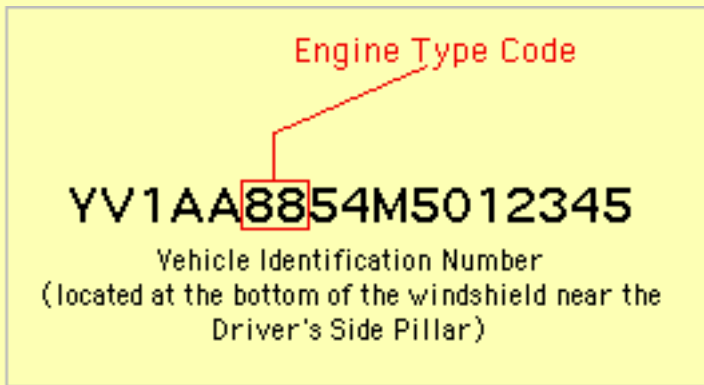 Engine Type Code
YV1AA8854M5012345
Vehicle Identification Number
(located at the bottom of the windshield near the
Driver's Side Pillar)